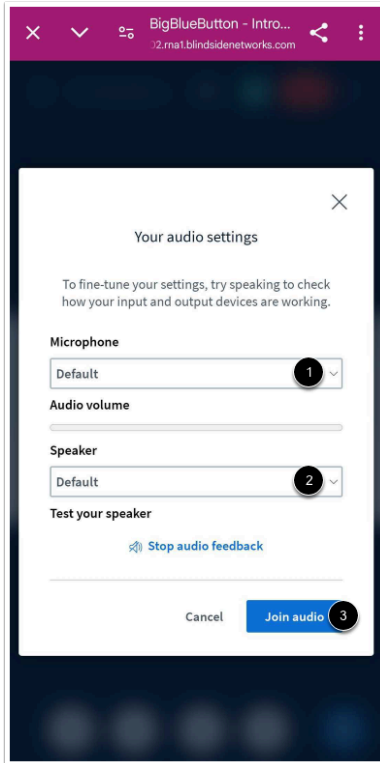 BigBlueButton - Intro...
02.rna1.blindsidenetworks.com
Your audio settings
To fine-tune your settings, try speaking to check
how your input and output devices are working.
Microphone
Default
1
Audio volume
Speaker
Default
2
Test your speaker
Stop audio feedback
Cancel
Join audio
3